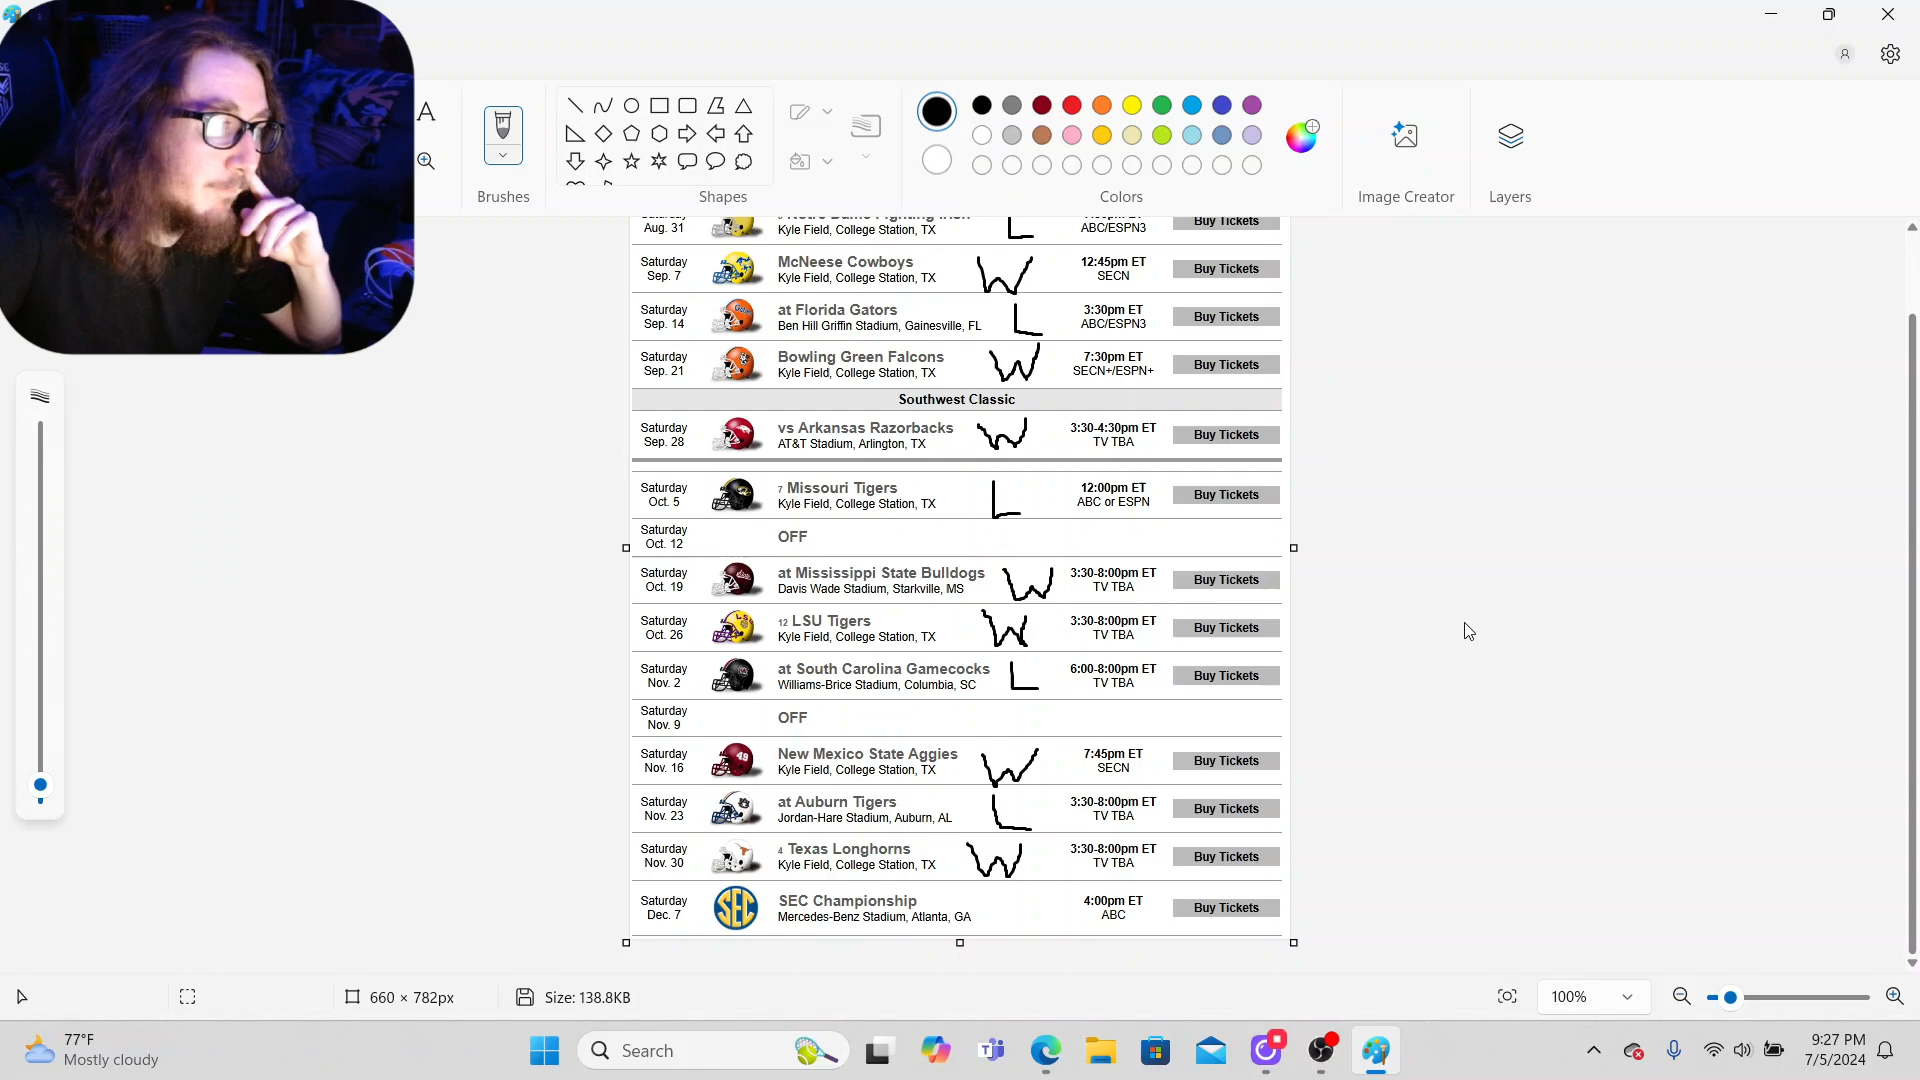 A
Brushes
Shapes
Colors
Image Creator
Layers
Saturday
Aug. 31
Notre Dame Fighting Irish
Kyle Field, College Station, TX
L
ABC/ESPN3
Buy Tickets
Saturday
Sep. 7
McNeese Cowboys
Kyle Field, College Station, TX
W
12:45pm ET
SECN
Buy Tickets
Saturday
Sep. 14
at Florida Gators
Ben Hill Griffin Stadium, Gainesville, FL
L
3:30pm ET
ABC/ESPN3
Buy Tickets
Saturday
Sep. 21
Bowling Green Falcons
Kyle Field, College Station, TX
W
7:30pm ET
SECN+/ESPN+
Buy Tickets
Southwest Classic
Saturday
Sep. 28
vs Arkansas Razorbacks
AT&T Stadium, Arlington, TX
W
3:30-4:30pm ET
TV TBA
Buy Tickets
Saturday
Oct. 5
7 Missouri Tigers
Kyle Field, College Station, TX
L
12:00pm ET
ABC or ESPN
Buy Tickets
Saturday
Oct. 12
OFF
Saturday
Oct. 19
at Mississippi State Bulldogs
Davis Wade Stadium, Starkville, MS
W
3:30-8:00pm ET
TV TBA
Buy Tickets
Saturday
Oct. 26
12 LSU Tigers
Kyle Field, College Station, TX
W
3:30-8:00pm ET
TV TBA
Buy Tickets
Saturday
Nov. 2
at South Carolina Gamecocks
Williams-Brice Stadium, Columbia, SC
L
6:00-8:00pm ET
TV TBA
Buy Tickets
Saturday
Nov. 9
OFF
Saturday
Nov. 16
New Mexico State Aggies
Kyle Field, College Station, TX
W
7:45pm ET
SECN
Buy Tickets
Saturday
Nov. 23
at Auburn Tigers
Jordan-Hare Stadium, Auburn, AL
L
3:30-8:00pm ET
TV TBA
Buy Tickets
Saturday
Nov. 30
4 Texas Longhorns
Kyle Field, College Station, TX
W
3:30-8:00pm ET
TV TBA
Buy Tickets
Saturday
Dec. 7
SEC
SEC Championship
Mercedes-Benz Stadium, Atlanta, GA
4:00pm ET
ABC
Buy Tickets
660 × 782px
Size: 138.8KB
100%
77°F
Mostly cloudy
Search
9:27 PM
7/5/2024